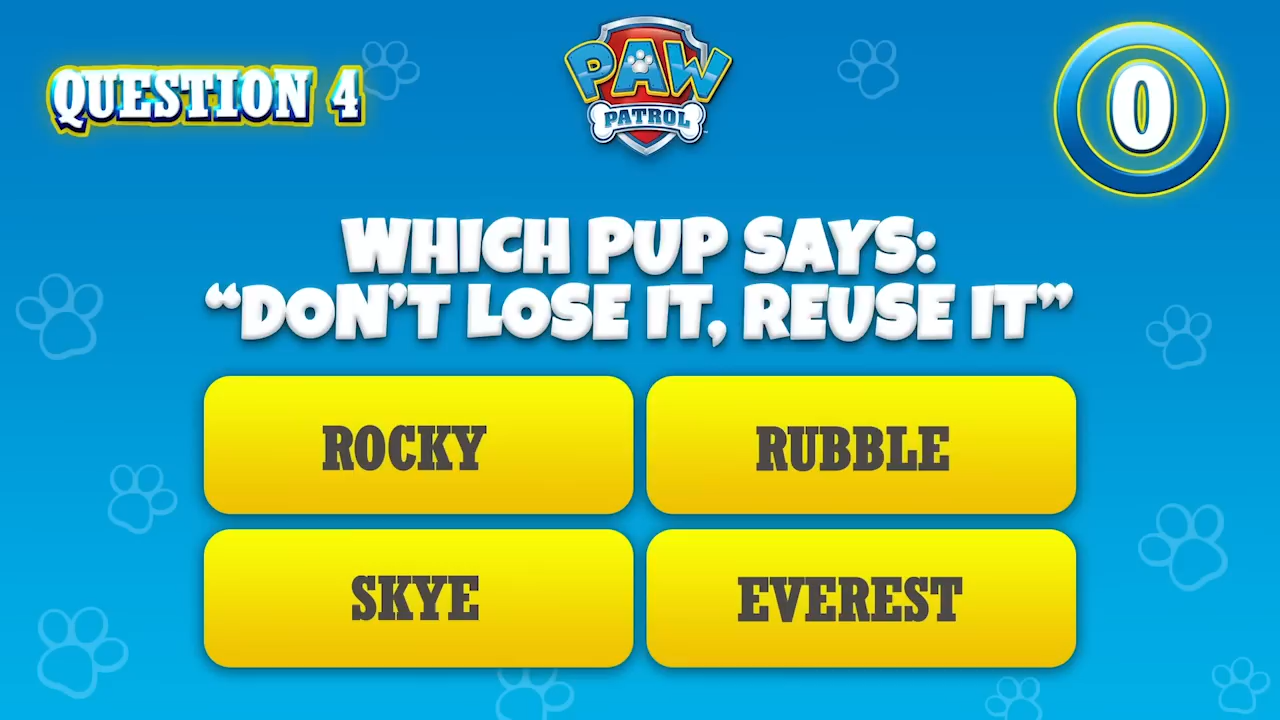 QUESTION 4
PAW
PATROL
0
WHICH PUP SAYS:
“DON’T LOSE IT, REUSE IT”
ROCKY
RUBBLE
SKYE
EVEREST